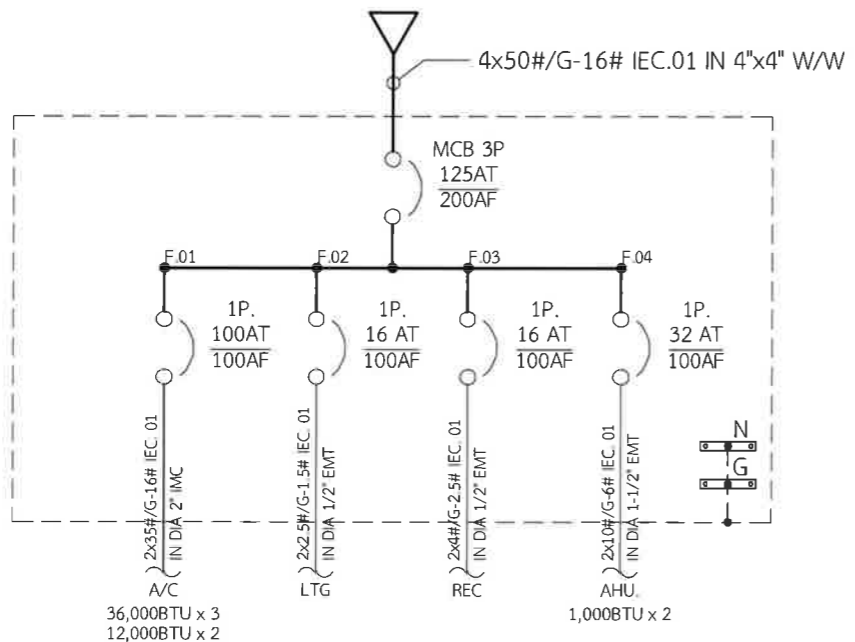 4x50#/G-16# IEC.01 IN 4"x4" W/W
MCB 3P
125AT
200AF
F.01
F.02
F.03
F.04
1P.
100AT
100AF
1P.
16 AT
100AF
1P.
16 AT
100AF
1P.
32 AT
100AF
2x35#/G-16# IEC. 01
IN DIA 2" IMC
2x2.5#/G-1.5# IEC. 01
IN DIA 1/2" EMT
2x4#/G-2.5# IEC. 01
IN DIA 1/2" EMT
2x10#/G-6# IEC. 01
IN DIA 1-1/2" EMT
N
G
A/C
36,000BTU x 3
12,000BTU x 2
LTG
REC
AHU.
1,000BTU x 2